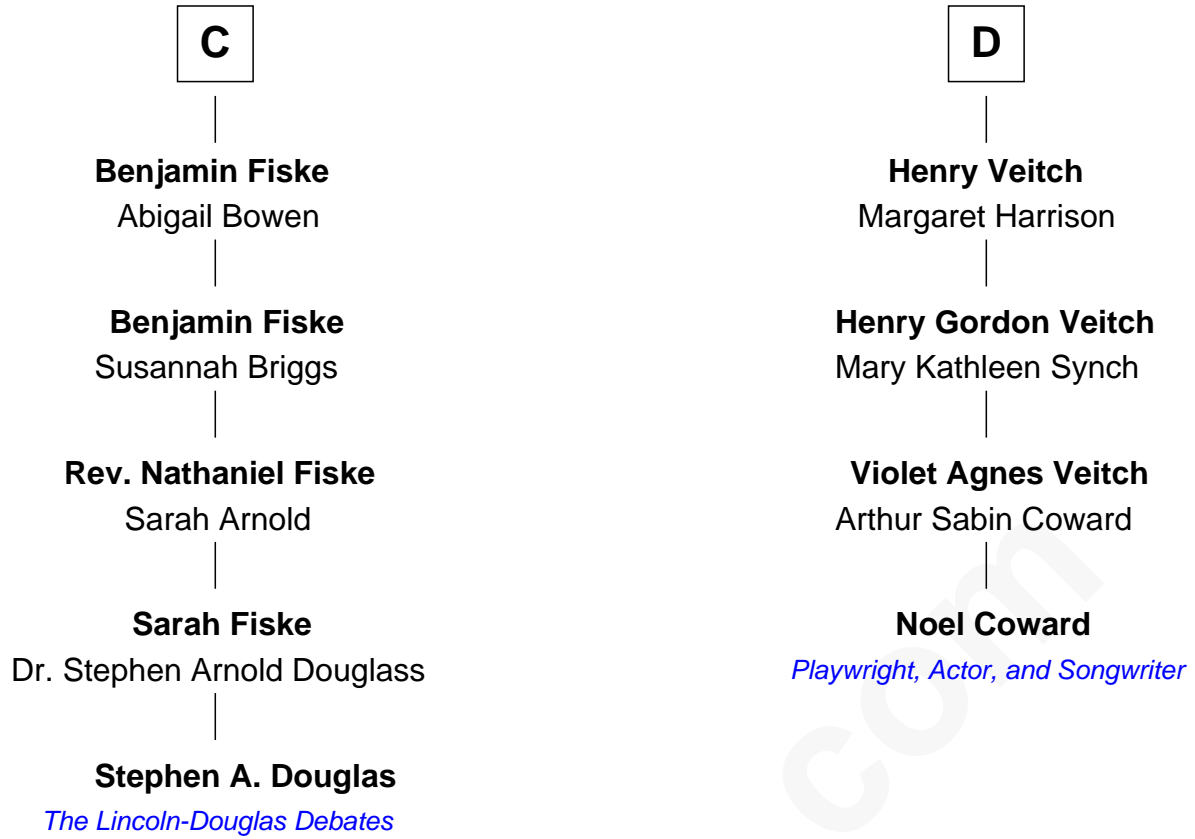 C
Benjamin Fiske
Abigail Bowen
Benjamin Fiske
Susannah Briggs
Rev. Nathaniel Fiske
Sarah Arnold
Sarah Fiske
Dr. Stephen Arnold Douglass
Stephen A. Douglas
The Lincoln-Douglas Debates
D
Henry Veitch
Margaret Harrison
Henry Gordon Veitch
Mary Kathleen Synch
Violet Agnes Veitch
Arthur Sabin Coward
Noel Coward
Playwright, Actor, and Songwriter
com